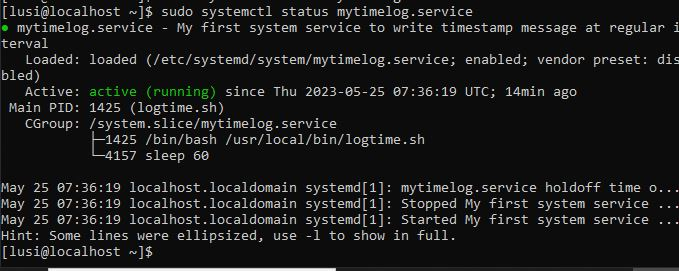 [lusi@localhost ~]$ sudo systemctl status mytimelog.service
● mytimelog.service - My first system service to write timestamp message at regular i
terval
   Loaded: loaded (/etc/systemd/system/mytimelog.service; enabled; vendor preset: dis
bled)
   Active: active (running) since Thu 2023-05-25 07:36:19 UTC; 14min ago
 Main PID: 1425 (logtime.sh)
   CGroup: /system.slice/mytimelog.service
           ├─1425 /bin/bash /usr/local/bin/logtime.sh
           └─4157 sleep 60

May 25 07:36:19 localhost.localdomain systemd[1]: mytimelog.service holdoff time o...
May 25 07:36:19 localhost.localdomain systemd[1]: Stopped My first system service ...
May 25 07:36:19 localhost.localdomain systemd[1]: Started My first system service ...
Hint: Some lines were ellipsized, use -l to show in full.
[lusi@localhost ~]$